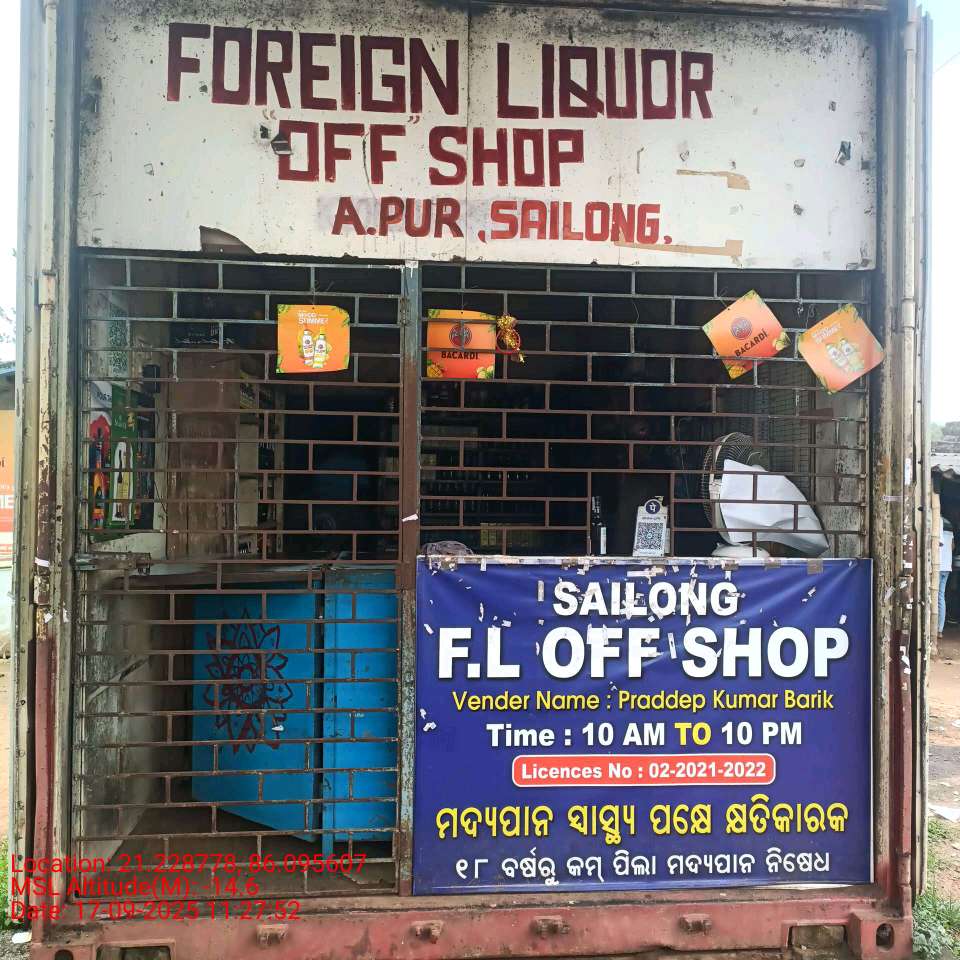 FOREIGN LIQUOR
"OFF" SHOP
A.PUR, SAILONG.
BACARDI
BACARDI
SAILONG
F.L OFF SHOP
Vender Name : Praddep Kumar Barik
Time : 10 AM TO 10 PM
Licences No : 02-2021-2022
ମଦ୍ୟପାନ ସ୍ୱାସ୍ଥ୍ୟ ପକ୍ଷେ କ୍ଷତିକାରକ
୧୮ ବର୍ଷରୁ କମ୍ ପିଲା ମଦ୍ୟପାନ ନିଷେଧ
Location: 21.228778, 86.095607
MSL Altitude(M): -14.6
Date: 17-09-2025 11:27:52